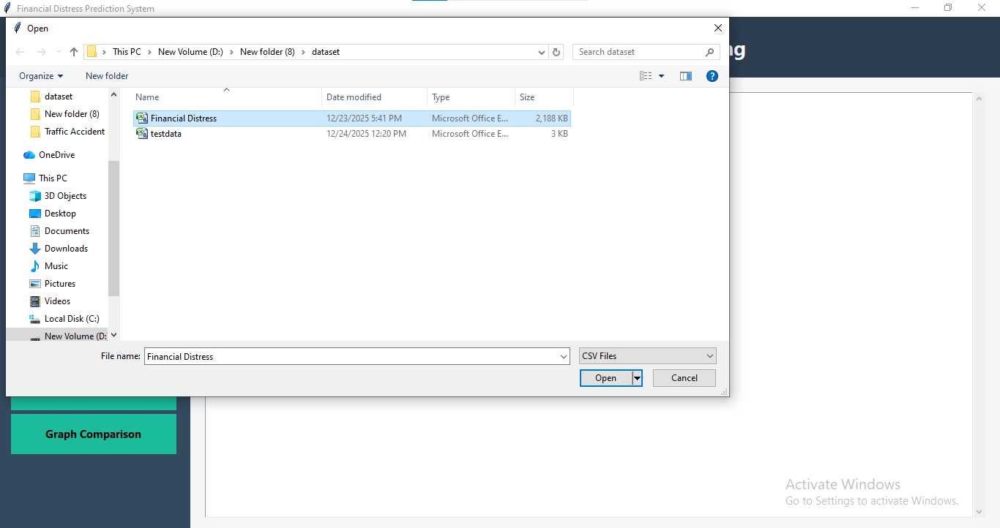 Financial Distress Prediction System
Open
This PC > New Volume (D:) > New folder (8) > dataset
Search dataset
ng
Organize
New folder
?
dataset
New folder (8)
Traffic Accident
OneDrive
This PC
3D Objects
Desktop
Documents
Downloads
Music
Pictures
Videos
Local Disk (C:)
New Volume (D:
Name Date modified Type Size
Financial Distress 12/23/2025 5:41 PM Microsoft Office E... 2,188 KB
testdata 12/24/2025 12:20 PM Microsoft Office E... 3 KB
File name: Financial Distress CSV Files
Open Cancel
Graph Comparison
Activate Windows
Go to Settings to activate Windows.